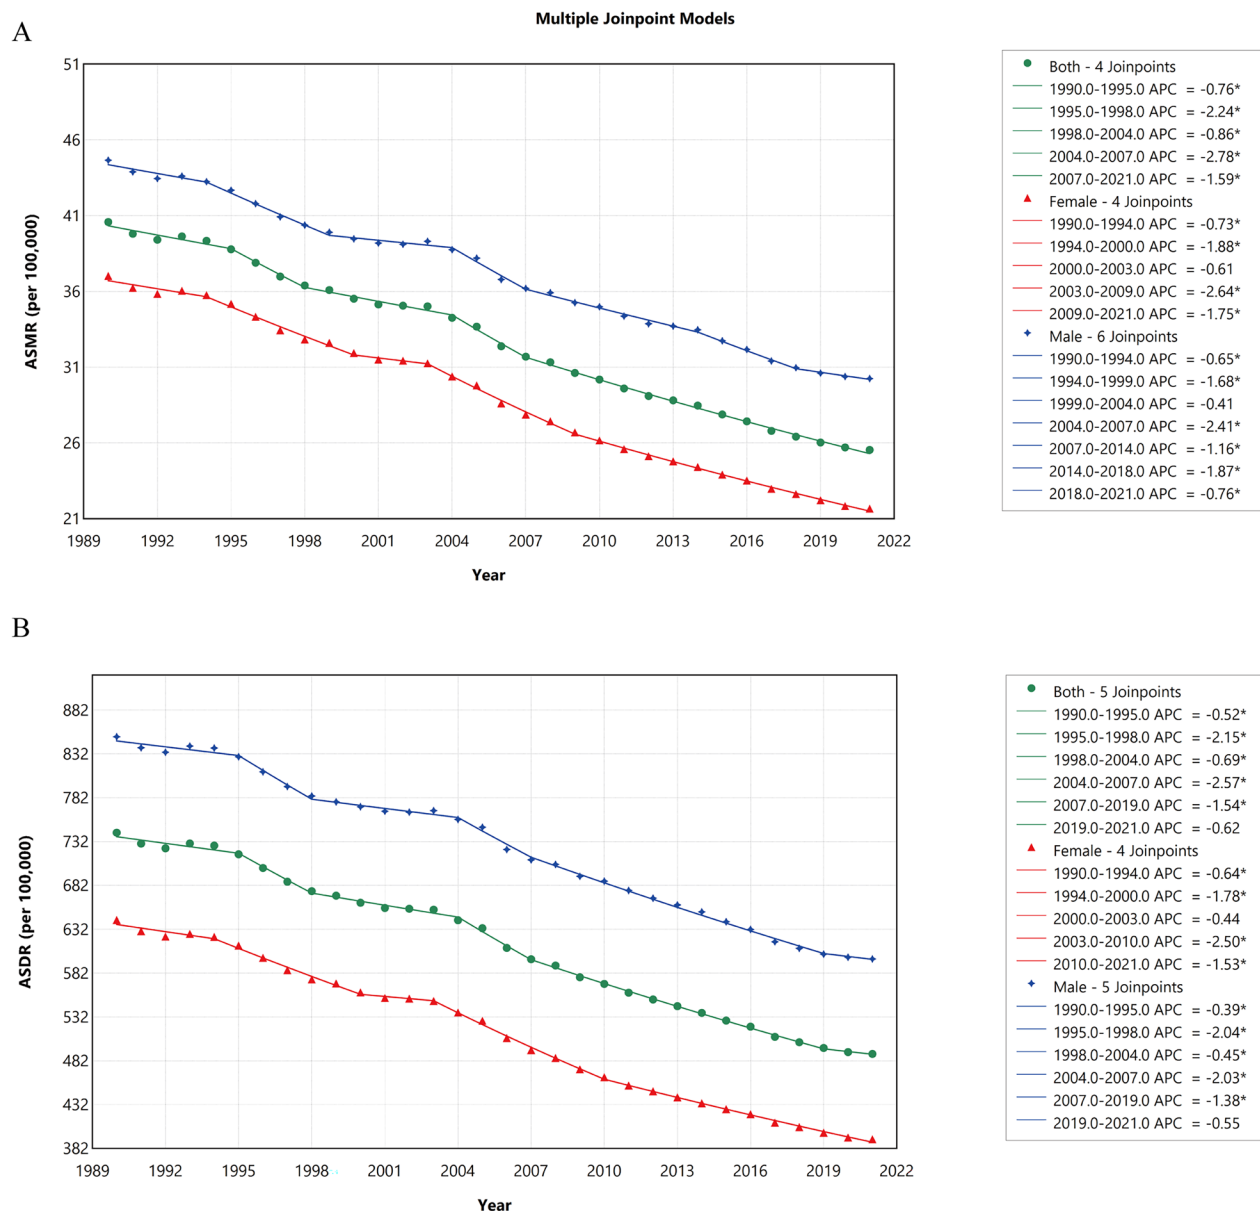 Multiple Joinpoint Models
A
51
46
41
36
31
26
21
ASMR (per 100,000)
1989 1992 1995 1998 2001 2004 2007 2010 2013 2016 2019 2022
Year
Both - 4 Joinpoints
1990.0-1995.0 APC = -0.76*
1995.0-1998.0 APC = -2.24*
1998.0-2004.0 APC = -0.86*
2004.0-2007.0 APC = -2.78*
2007.0-2021.0 APC = -1.59*
Female - 4 Joinpoints
1990.0-1994.0 APC = -0.73*
1994.0-2000.0 APC = -1.88*
2000.0-2003.0 APC = -0.61
2003.0-2009.0 APC = -2.64*
2009.0-2021.0 APC = -1.75*
Male - 6 Joinpoints
1990.0-1994.0 APC = -0.65*
1994.0-1999.0 APC = -1.68*
1999.0-2004.0 APC = -0.41
2004.0-2007.0 APC = -2.41*
2007.0-2014.0 APC = -1.16*
2014.0-2018.0 APC = -1.87*
2018.0-2021.0 APC = -0.76*
B
882
832
782
732
682
632
582
532
482
432
382
ASDR (per 100,000)
1989 1992 1995 1998 2001 2004 2007 2010 2013 2016 2019 2022
Year
Both - 5 Joinpoints
1990.0-1995.0 APC = -0.52*
1995.0-1998.0 APC = -2.15*
1998.0-2004.0 APC = -0.69*
2004.0-2007.0 APC = -2.57*
2007.0-2019.0 APC = -1.54*
2019.0-2021.0 APC = -0.62
Female - 4 Joinpoints
1990.0-1994.0 APC = -0.64*
1994.0-2000.0 APC = -1.78*
2000.0-2003.0 APC = -0.44
2003.0-2010.0 APC = -2.50*
2010.0-2021.0 APC = -1.53*
Male - 5 Joinpoints
1990.0-1995.0 APC = -0.39*
1995.0-1998.0 APC = -2.04*
1998.0-2004.0 APC = -0.45*
2004.0-2007.0 APC = -2.03*
2007.0-2019.0 APC = -1.38*
2019.0-2021.0 APC = -0.55